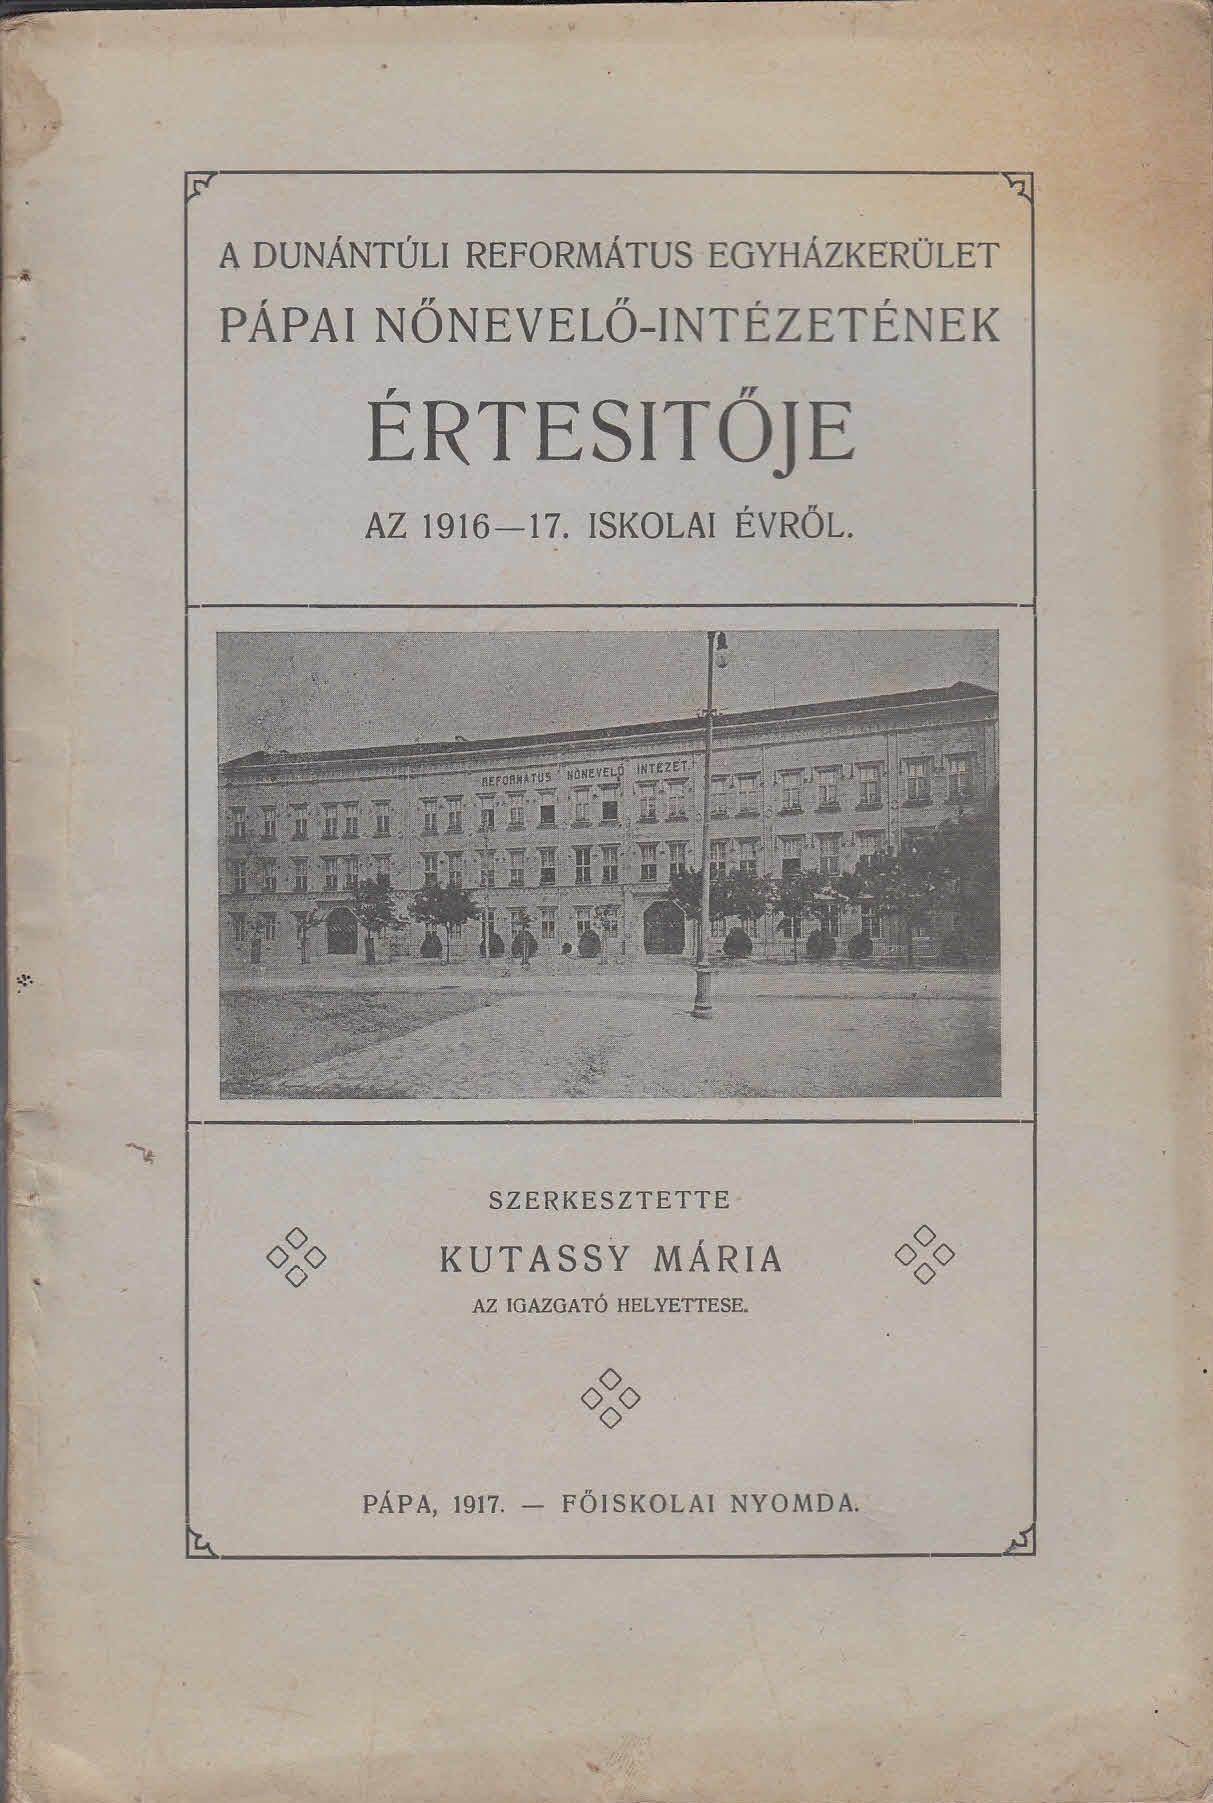 A DUNÁNTÚLI REFORMÁTUS EGYHÁZKERÜLET
PÁPAI NŐNEVELŐ-INTÉZETÉNEK
ÉRTESITŐJE
AZ 1916—17. ISKOLAI ÉVRŐL.
REFORMÁTUS NŐNEVELŐ INTÉZET.
SZERKESZTETTE
KUTASSY MÁRIA
AZ IGAZGATÓ HELYETTESE.
PÁPA, 1917. — FŐISKOLAI NYOMDA.